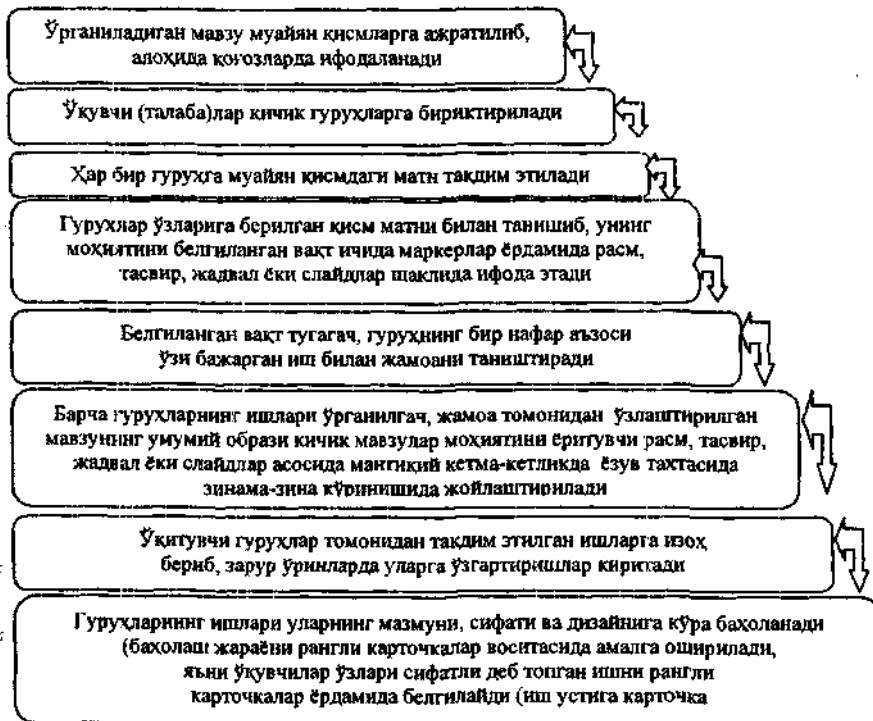 Ўрганиладиган мавзу муайян қисмларга ажратилиб,
алоҳида қоғозларда ифодаланади
Ўқувчи (талаба)лар кичик гуруҳларга бириктирилади
Ҳар бир гуруҳга муайян қисмдаги матн тақдим этилади
Гуруҳлар ўзларига берилган қисм матни билан танишиб, унинг
моҳиятини белгиланган вақт ичида маркерлар ёрдамида расм,
тасвир, жадвал ёки слайдлар шаклида ифода этади
Белгиланган вақт тугагач, гуруҳнинг бир нафар аъзоси
ўзи бажарган иш билан жамоани таништиради
Барча гуруҳларнинг ишлари ўрганилгач, жамоа томонидан ўзлаштирилган
мавзунинг умумий образи кичик мавзулар моҳиятини ёритувчи расм, тасвир,
жадвал ёки слайдлар асосида мантиқий кетма-кетликда ёзув тахтасида
зинама-зина кўринишида жойлаштирилади
Ўқитувчи гуруҳлар томонидан тақдим этилган ишларга изоҳ
бериб, зарур ўринларда уларга ўзгартиришлар киритади
Гуруҳларнинг ишлари уларнинг мазмуни, сифати ва дизайнига кўра баҳоланади
(баҳолаш жараёни рангли карточкалар воситасида амалга оширилади,
яъни ўқувчилар ўзлари сифатли деб топган ишни рангли
карточкалар ёрдамида белгилайди (иш устига карточка